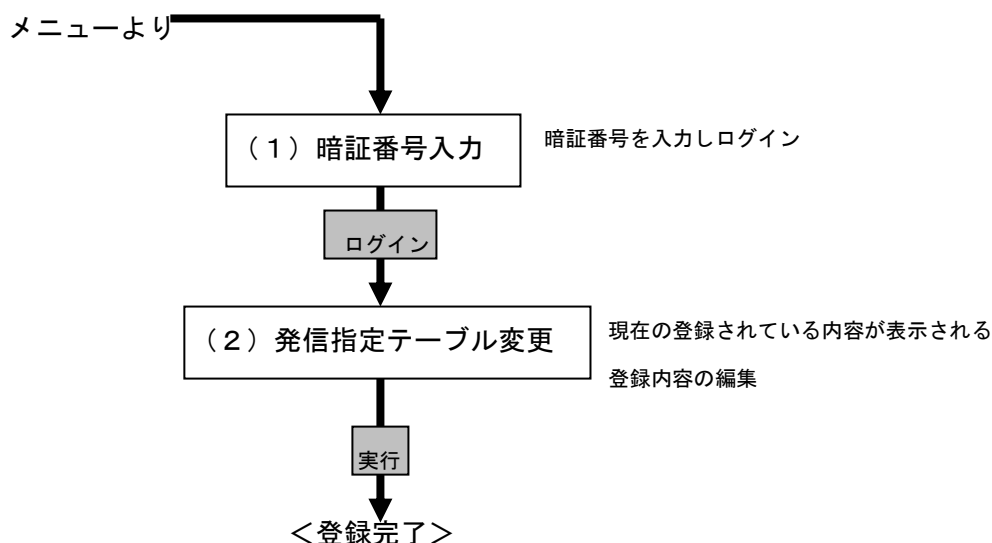 メニューより
（１）暗証番号入力
暗証番号を入力しログイン
ログイン
（２）発信指定テーブル変更
現在の登録されている内容が表示される
登録内容の編集
実行
＜登録完了＞